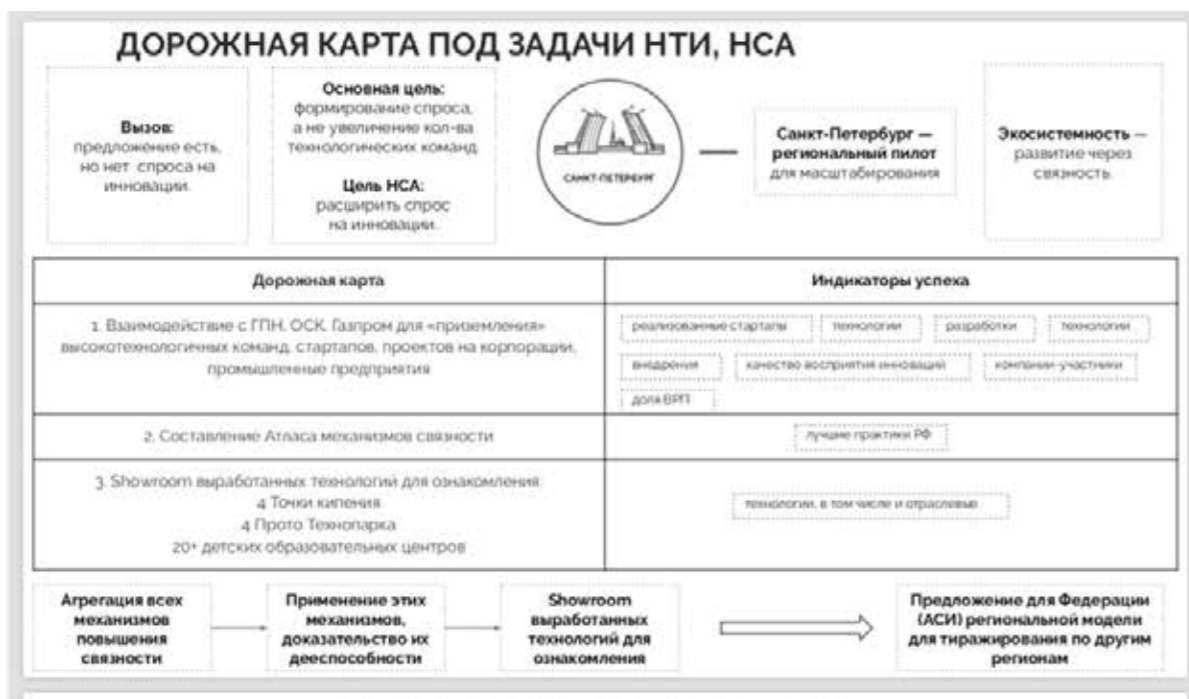 ДОРОЖНАЯ КАРТА ПОД ЗАДАЧИ НТИ, НСА
Вызов:
предложение есть,
но нет спроса на
инновации.
Основная цель:
формирование спроса,
а не увеличение кол-ва
технологических команд
Цель НСА:
расширить спрос
на инновации.
САНКТ-ПЕТЕРБУРГ
Санкт-Петербург —
региональный пилот
для масштабирования
Экосистемность —
развитие через
связность.
Дорожная карта
Индикаторы успеха
1. Взаимодействие с ГПН, ОСК, Газпром для «приземления»
высокотехнологичных команд, стартапов, проектов на корпорации,
промышленные предприятия
реализованные стартапы
технологии
разработки
технологии
внедрения
качество восприятия инноваций
компании-участники
доля ВРП
2. Составление Атласа механизмов связности
лучшие практики РФ
3. Showroom выработанных технологий для ознакомления
4 Точки кипения
4 Прото Технопарка
20+ детских образовательных центров
технологии, в том числе и отраслевые
Агрегация всех
механизмов
повышения
связности
Применение этих
механизмов,
доказательство их
дееспособности
Showroom
выработанных
технологий для
ознакомления
Предложение для Федерации
(АСИ) региональной модели
для тиражирования по другим
регионам